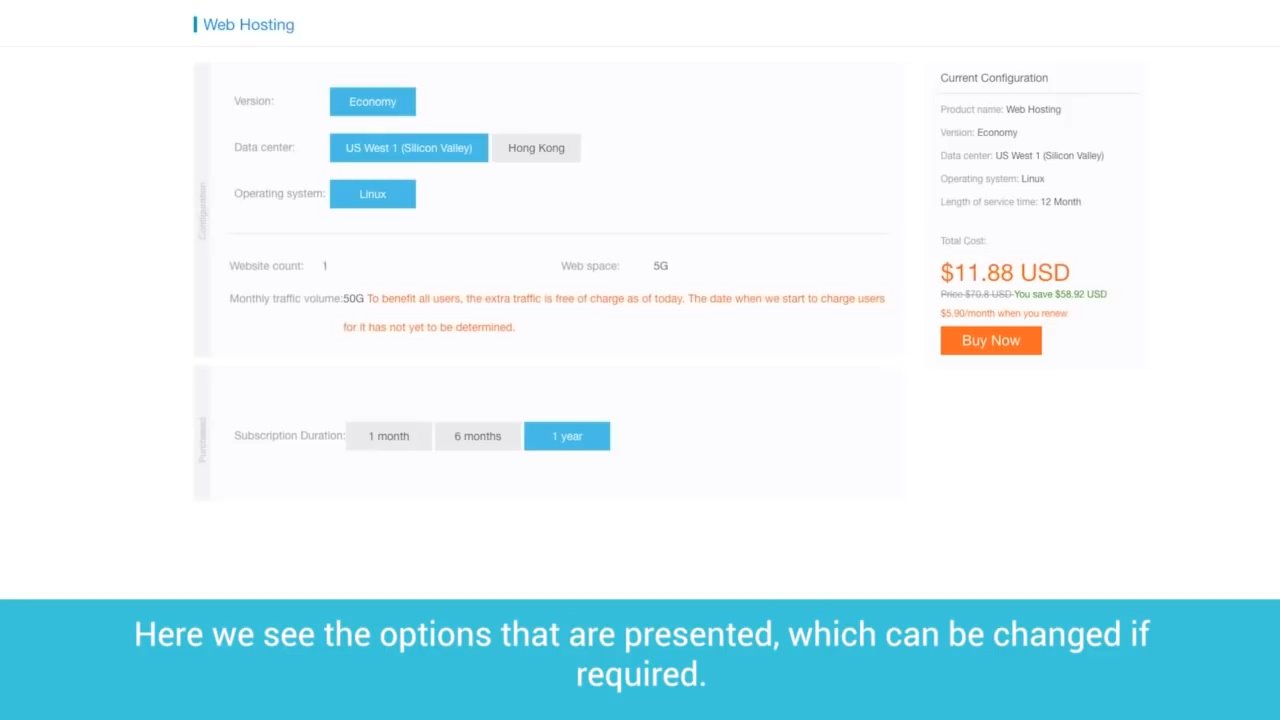 Web Hosting
Configuration
Version: Economy
Data center: US West 1 (Silicon Valley) Hong Kong
Operating system: Linux
Website count: 1 Web space: 5G
Monthly traffic volume:50G To benefit all users, the extra traffic is free of charge as of today. The date when we start to charge users
for it has not yet to be determined.
Purchased
Subscription Duration: 1 month 6 months 1 year
Current Configuration
Product name: Web Hosting
Version: Economy
Data center: US West 1 (Silicon Valley)
Operating system: Linux
Length of service time: 12 Month
Total Cost:
$11.88 USD
Price $70.8 USD You save $58.92 USD
$5.90/month when you renew
Buy Now
Here we see the options that are presented, which can be changed if
required.